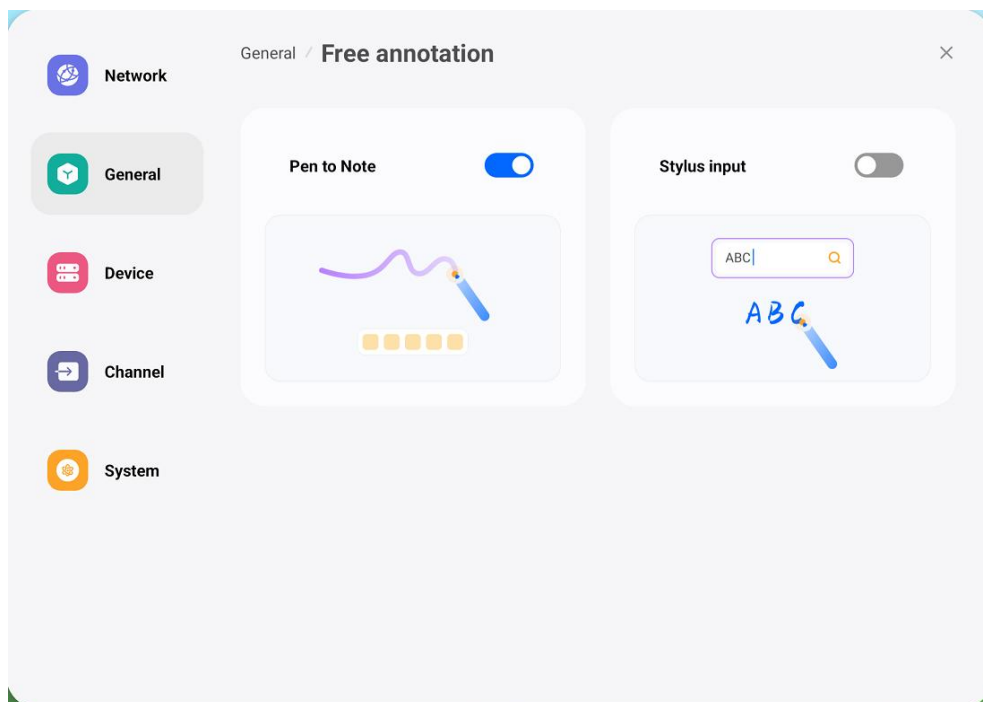 General / Free annotation
Network
Pen to Note
Stylus input
General
Device
ABC
ABC
Channel
System